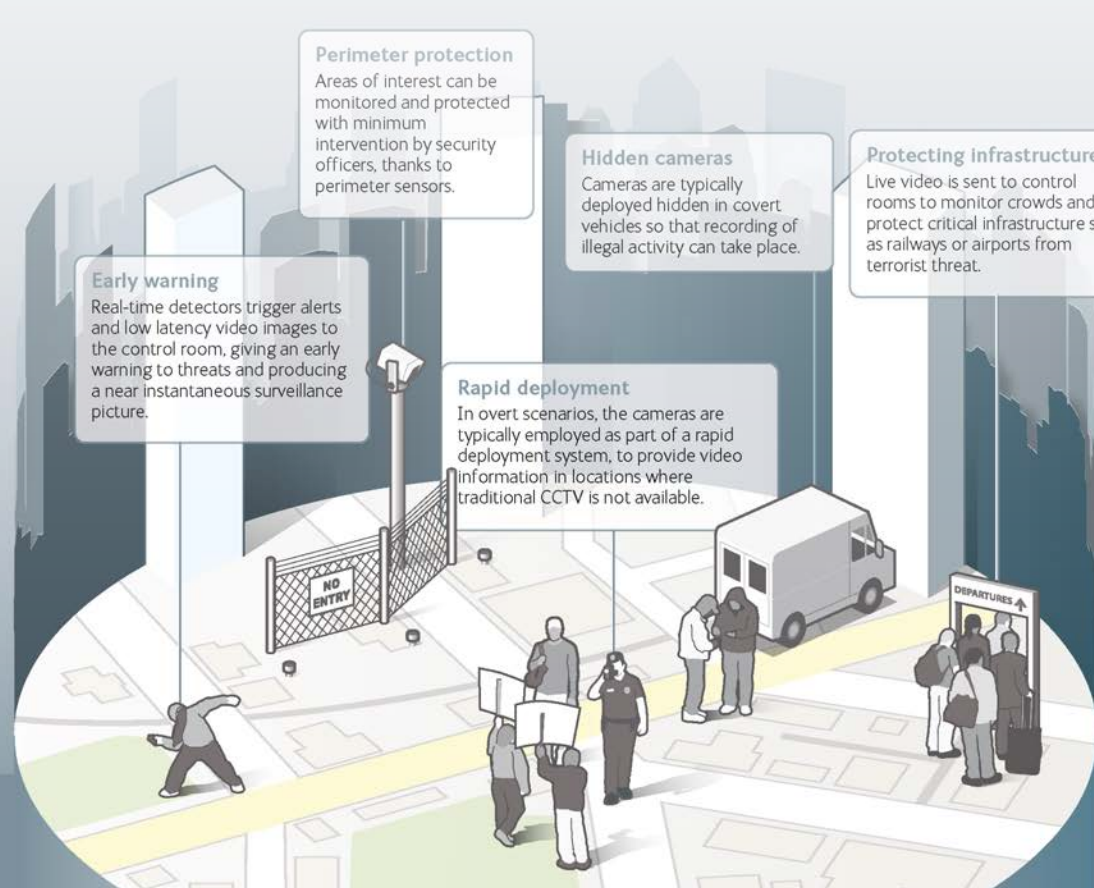 Perimeter protection
Areas of interest can be
monitored and protected
with minimum
intervention by security
officers, thanks to
perimeter sensors.
Hidden cameras
Cameras are typically
deployed hidden in covert
vehicles so that recording of
illegal activity can take place.
Protecting infrastructure
Live video is sent to control
rooms to monitor crowds and
protect critical infrastructure
as railways or airports from
terrorist threat.
Early warning
Real-time detectors trigger alerts
and low latency video images to
the control room, giving an early
warning to threats and producing
a near instantaneous surveillance
picture.
Rapid deployment
In overt scenarios, the cameras are
typically employed as part of a rapid
deployment system, to provide video
information in locations where
traditional CCTV is not available.
NO
ENTRY
DEPARTURES